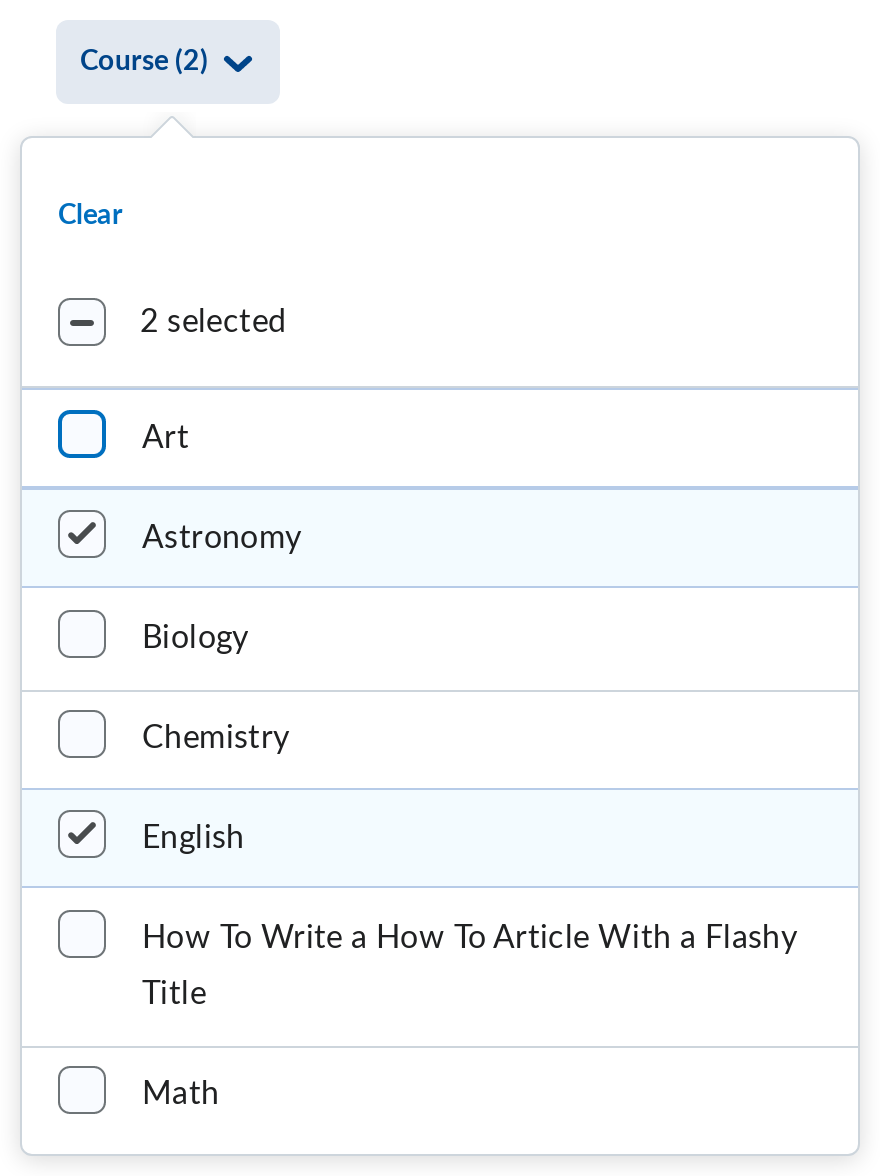 Course (2)
Clear
2 selected
Art
Astronomy
Biology
Chemistry
English
How To Write a How To Article With a Flashy
Title
Math